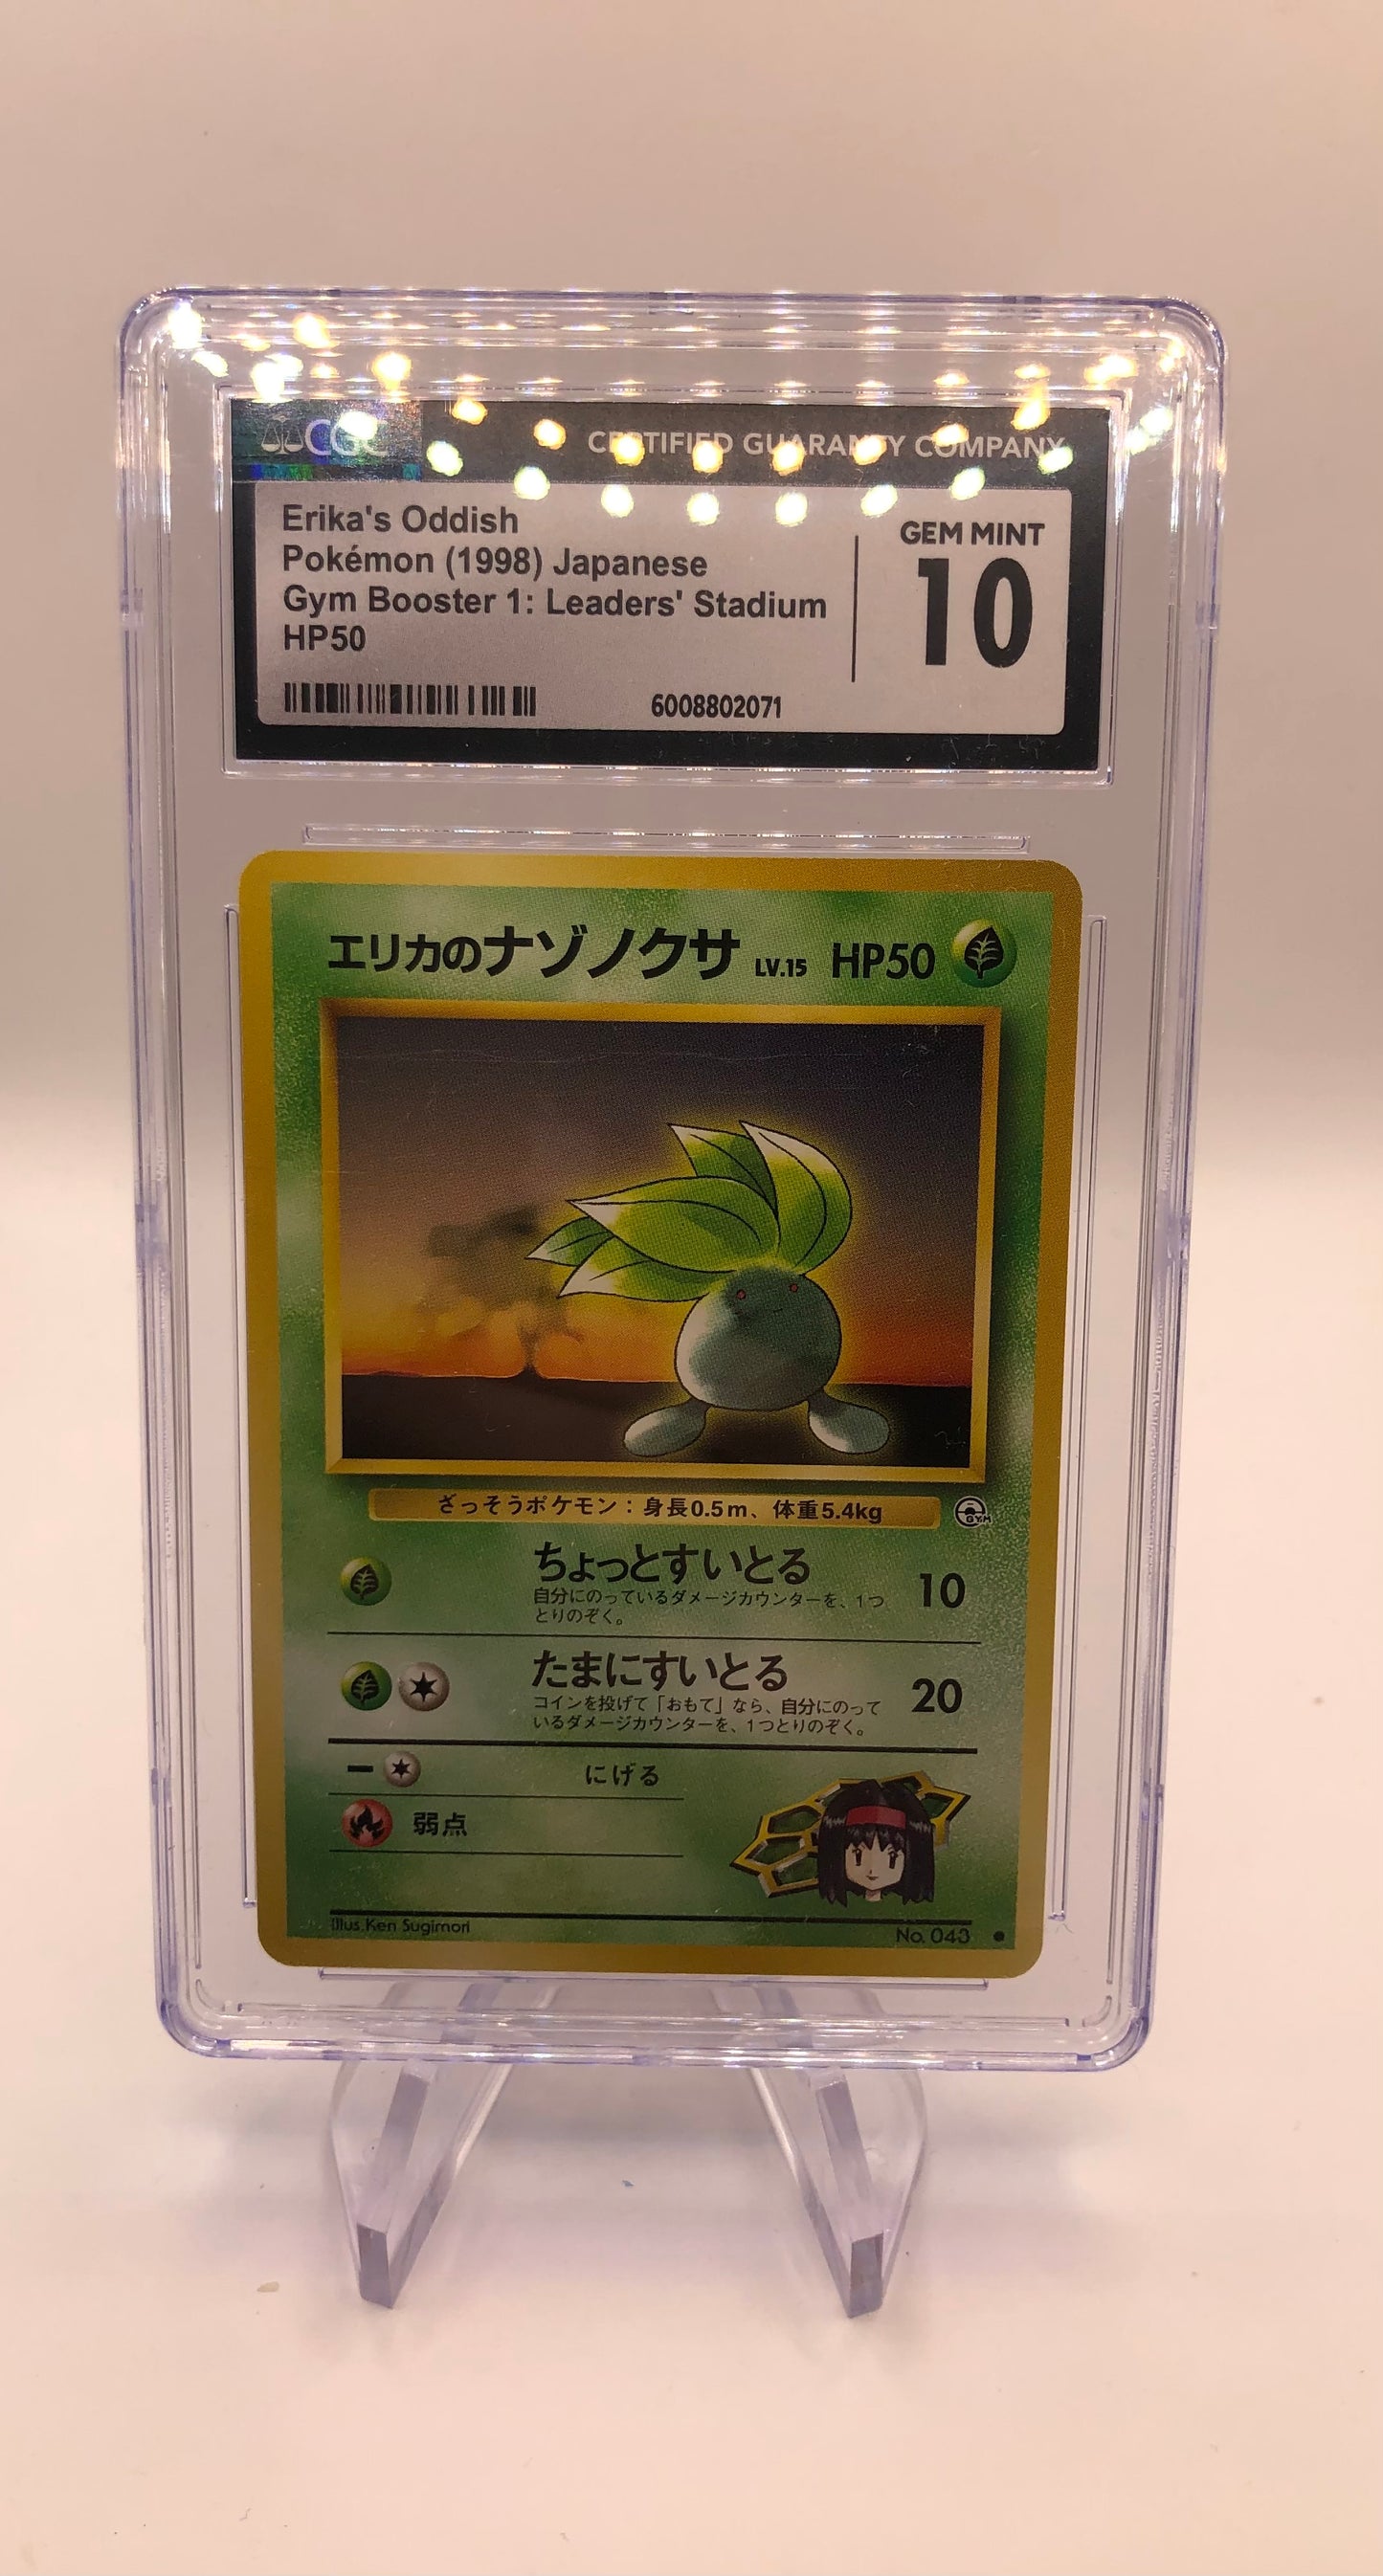 CGC CERTIFIED GUARANTY COMPANY
Erika's Oddish
Pokémon (1998) Japanese
Gym Booster 1: Leaders' Stadium
HP50
6008802071
GEM MINT
10
エリカのナゾノクサ LV.15 HP50
ざっそうポケモン：身長0.5m、体重5.4kg
GYM
ちょっとすいとる 10
自分にのっているダメージカウンターを、1つ
とりのぞく。
たまにすいとる 20
コインを投げて「おもて」なら、自分にのって
いるダメージカウンターを、1つとりのぞく。
にげる
弱点
Illus. Ken Sugimori
No. 043